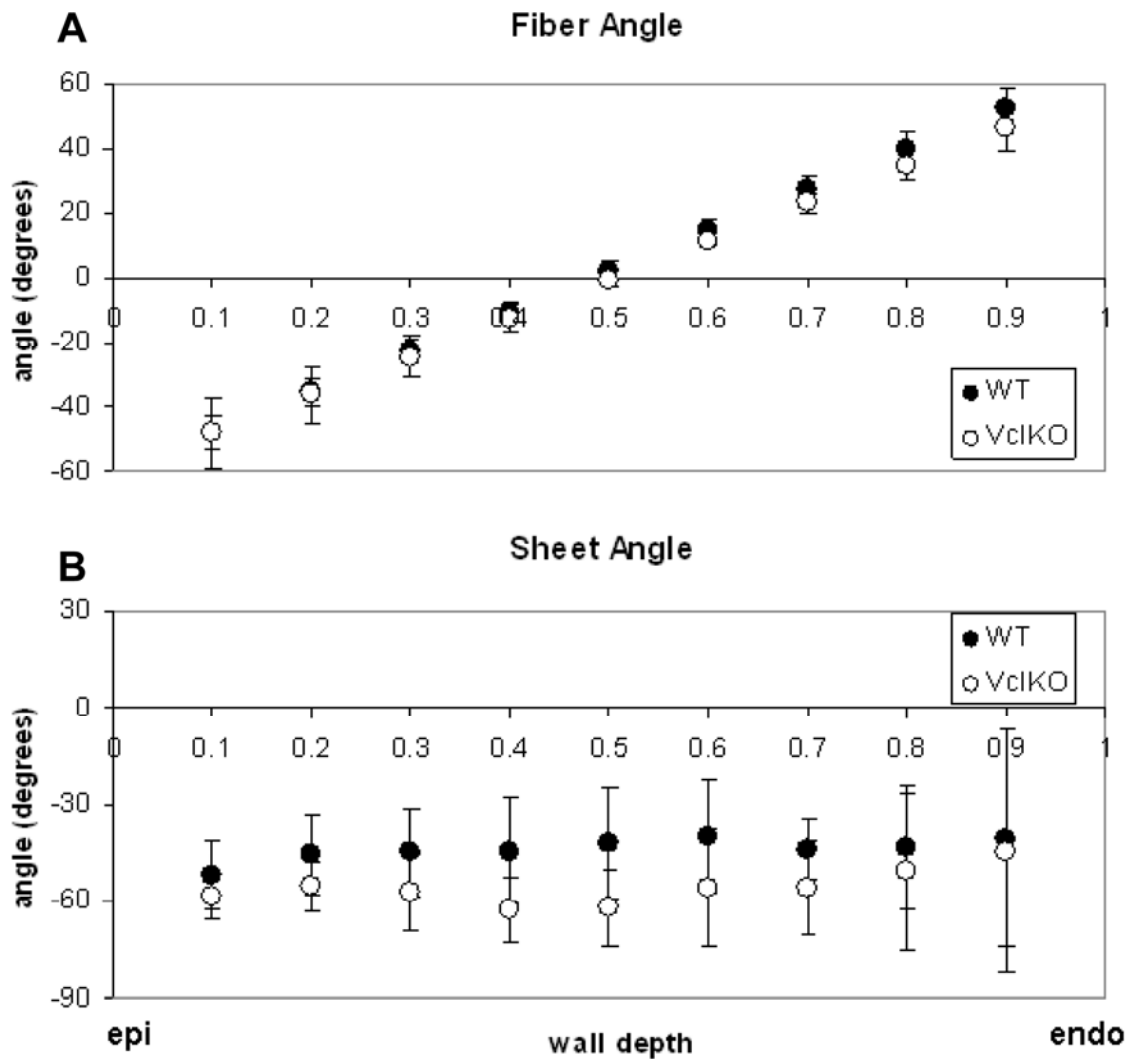 A
Fiber Angle
60
40
20
0
-20
-40
-60
angle (degrees)
0 0.1 0.2 0.3 0.4 0.5 0.6 0.7 0.8 0.9 1
WT
VclKO
B
Sheet Angle
30
0
-30
-60
-90
angle (degrees)
WT
VclKO
0 0.1 0.2 0.3 0.4 0.5 0.6 0.7 0.8 0.9 1
epi wall depth endo